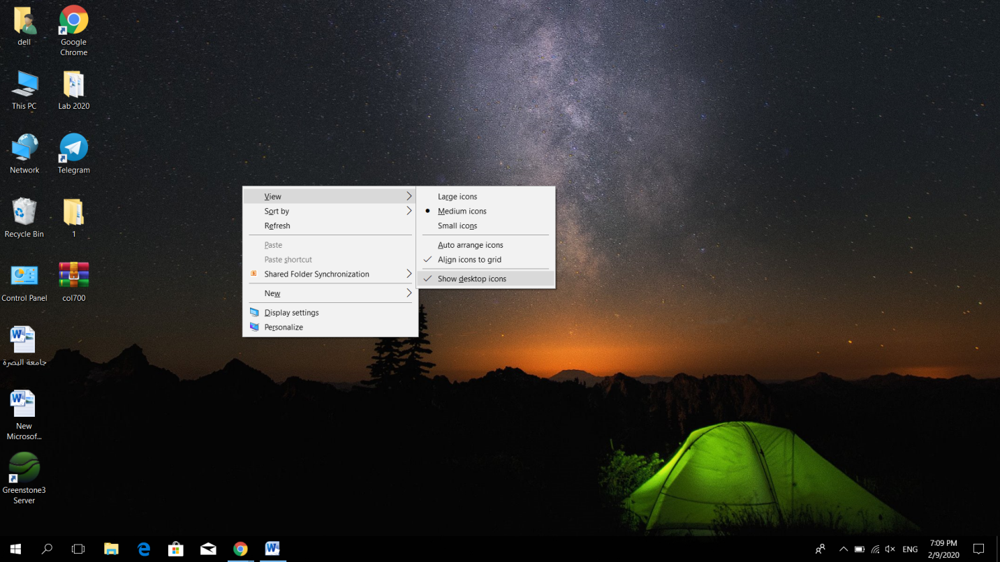 dell
Google
Chrome
This PC
Lab 2020
Network
Telegram
Recycle Bin
1
Control Panel
col700
جامعة البصرة
New
Microsof...
Greenstone3
Server
View
Sort by
Refresh
Paste
Paste shortcut
Shared Folder Synchronization
New
Display settings
Personalize
Large icons
Medium icons
Small icons
Auto arrange icons
Align icons to grid
Show desktop icons
ENG
7:09 PM
2/9/2020